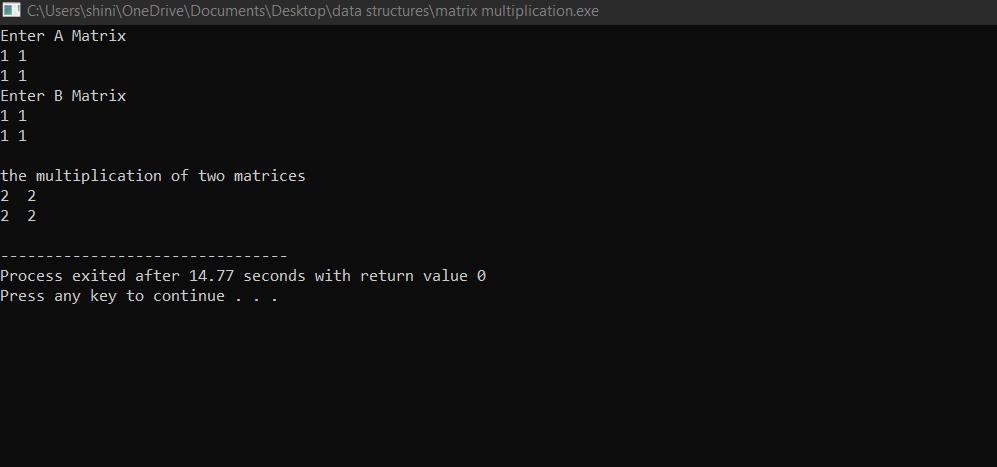 C:\Users\shini\OneDrive\Documents\Desktop\data structures\matrix multiplication.exe
Enter A Matrix
1 1
1 1
Enter B Matrix
1 1
1 1
the multiplication of two matrices
2  2
2  2
--------------------------------
Process exited after 14.77 seconds with return value 0
Press any key to continue . . .